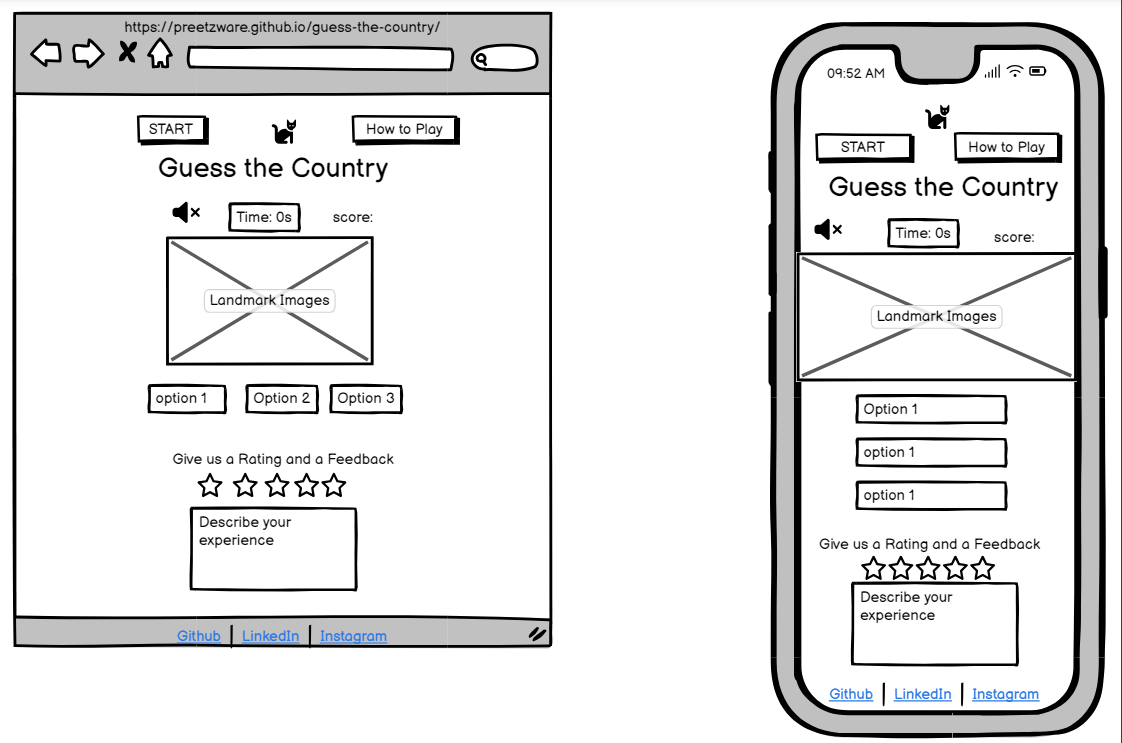 https://preetzware.github.io/guess-the-country/
START
How to Play
Guess the Country
Time: 0s
score:
Landmark Images
option 1
Option 2
Option 3
Give us a Rating and a Feedback
Describe your
experience
Github
LinkedIn
Instagram
09:52 AM
START
How to Play
Guess the Country
Time: 0s
score:
Landmark Images
Option 1
option 1
option 1
Give us a Rating and a Feedback
Describe your
experience
Github
LinkedIn
Instagram